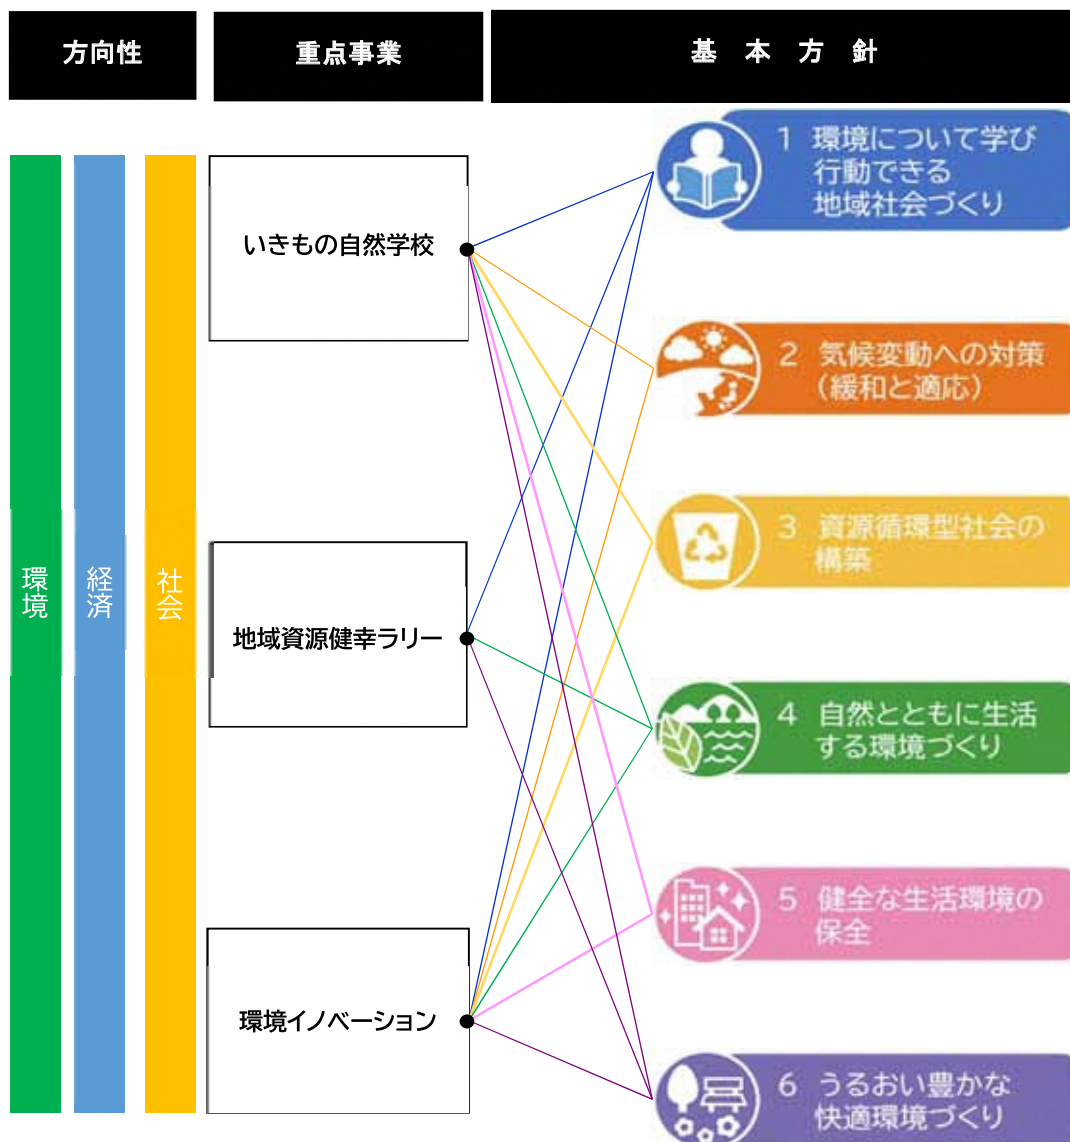 方向性
重点事業
基本方針
環境
経済
社会
いきもの自然学校
地域資源健幸ラリー
環境イノベーション
1 環境について学び
行動できる
地域社会づくり
2 気候変動への対策
（緩和と適応）
3 資源循環型社会の
構築
4 自然とともに生活
する環境づくり
5 健全な生活環境の
保全
6 うるおい豊かな
快適環境づくり